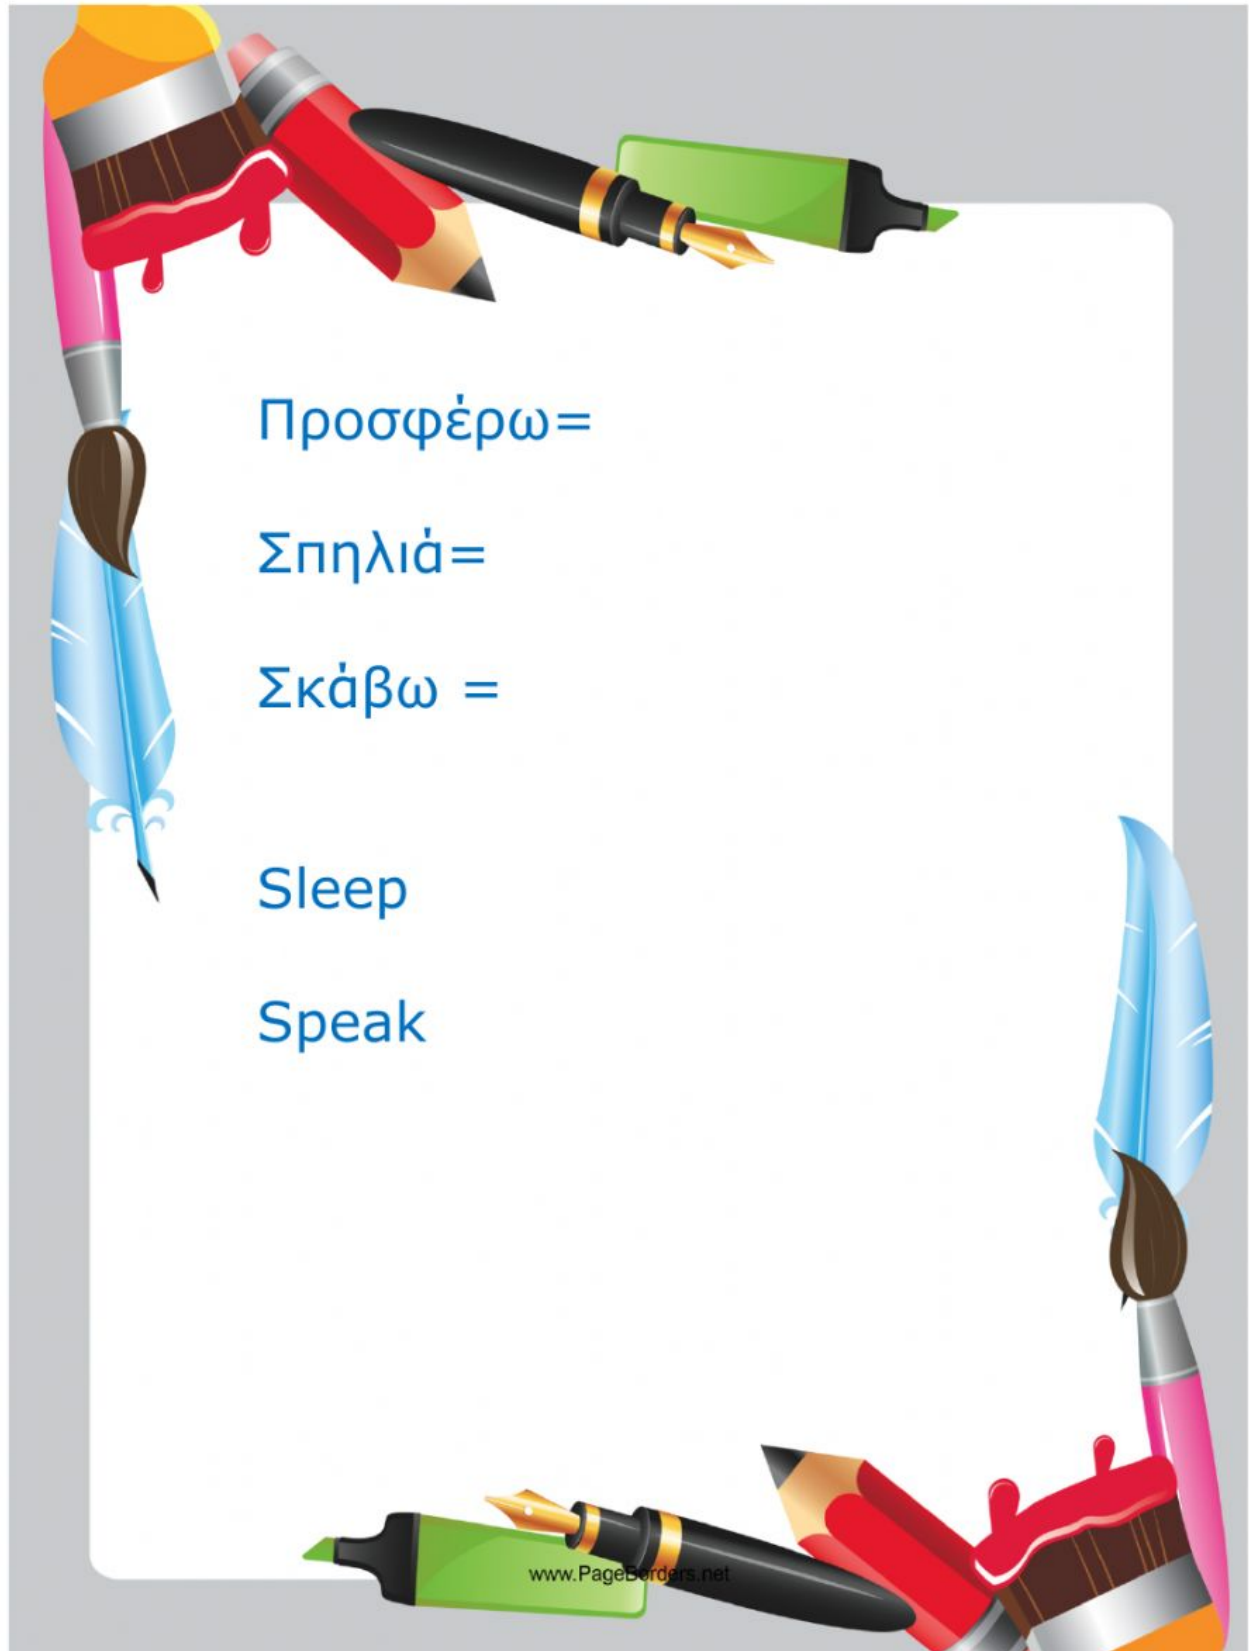 Προσφέρω=
Σπηλιά=
Σκάβω =
Sleep
Speak
www.PageBorders.net